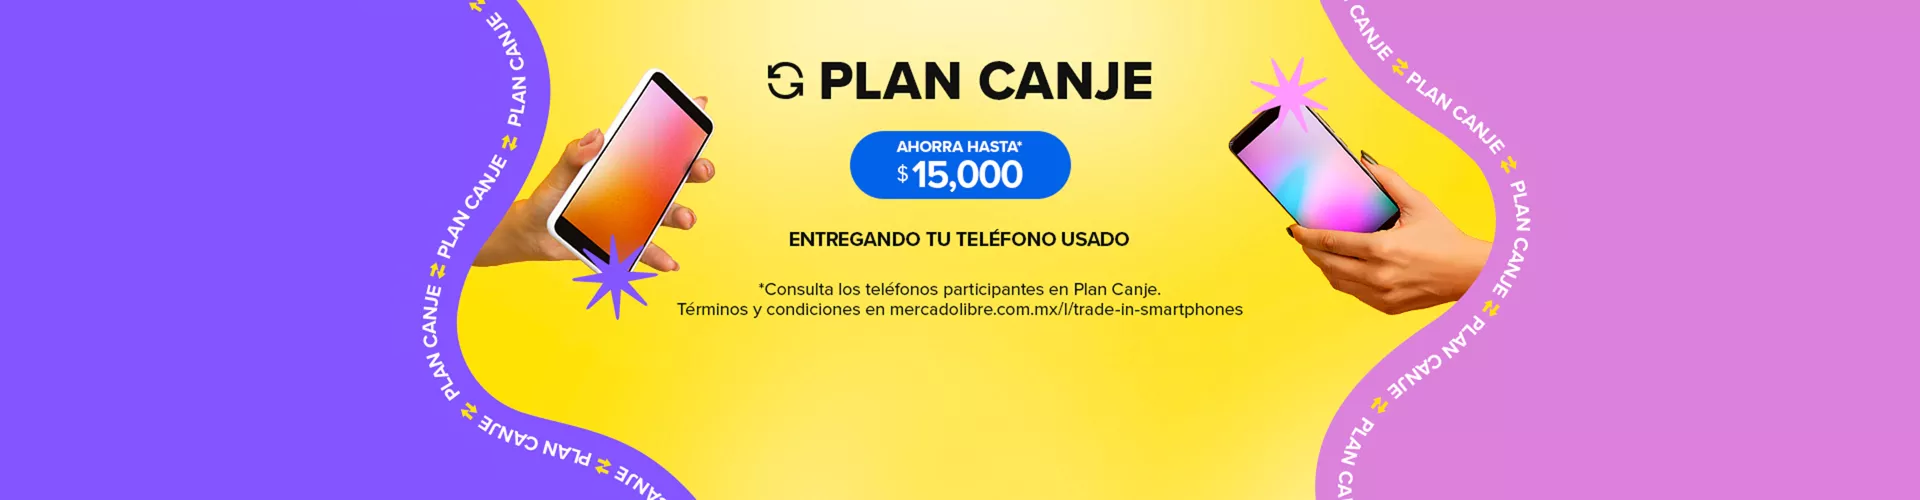 PLAN CANJE
AHORRA HASTA*
$15,000
ENTREGANDO TU TELÉFONO USADO
*Consulta los teléfonos participantes en Plan Canje.
Términos y condiciones en mercadolibre.com.mx/l/trade-in-smartphones
PLAN CANJE PLAN CANJE PLAN CANJE PLAN CANJE PLAN CANJE
CANJE PLAN CANJE PLAN CANJE PLAN CANJE PLAN CA